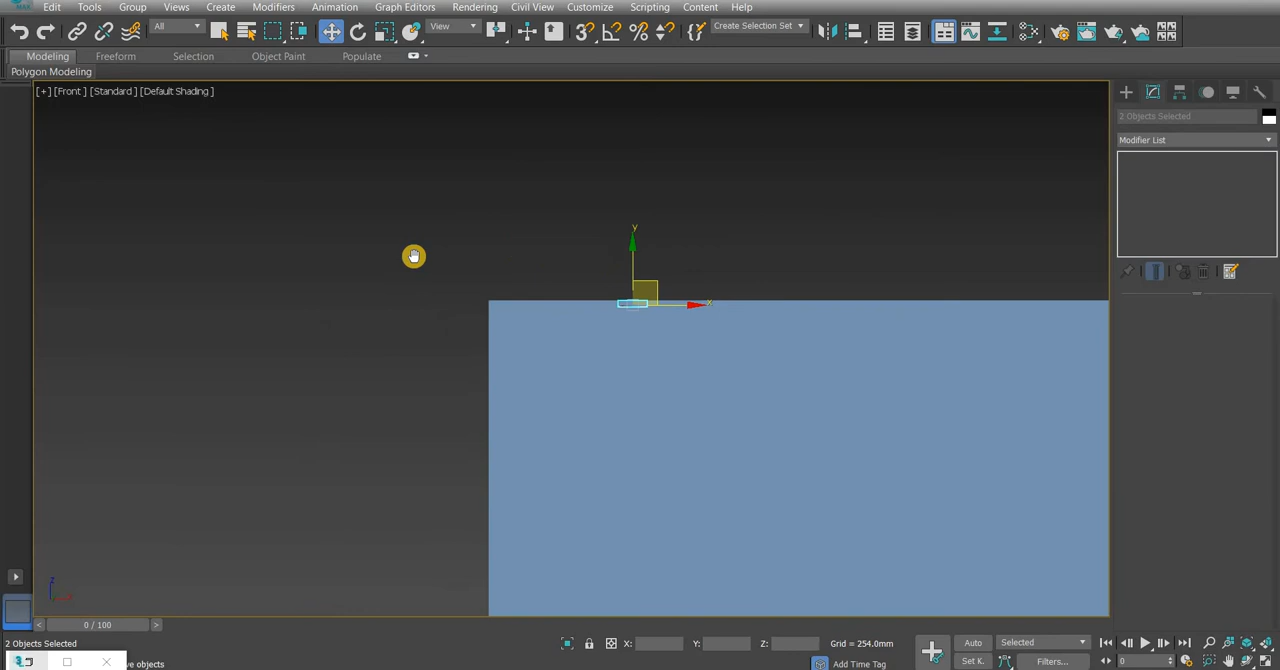 Edit Tools Group Views Create Modifiers Animation Graph Editors Rendering Civil View Customize Scripting Content Help
All View Create Selection Set
Modeling Freeform Selection Object Paint Populate
Polygon Modeling
[+] [Front ] [Standard ] [Default Shading ]
2 Objects Selected
Modifier List
y
x
z
0 / 100
2 Objects Selected X: Y: Z: Grid = 254.0mm Auto Selected
ve objects Add Time Tag Set K. Filters... 0